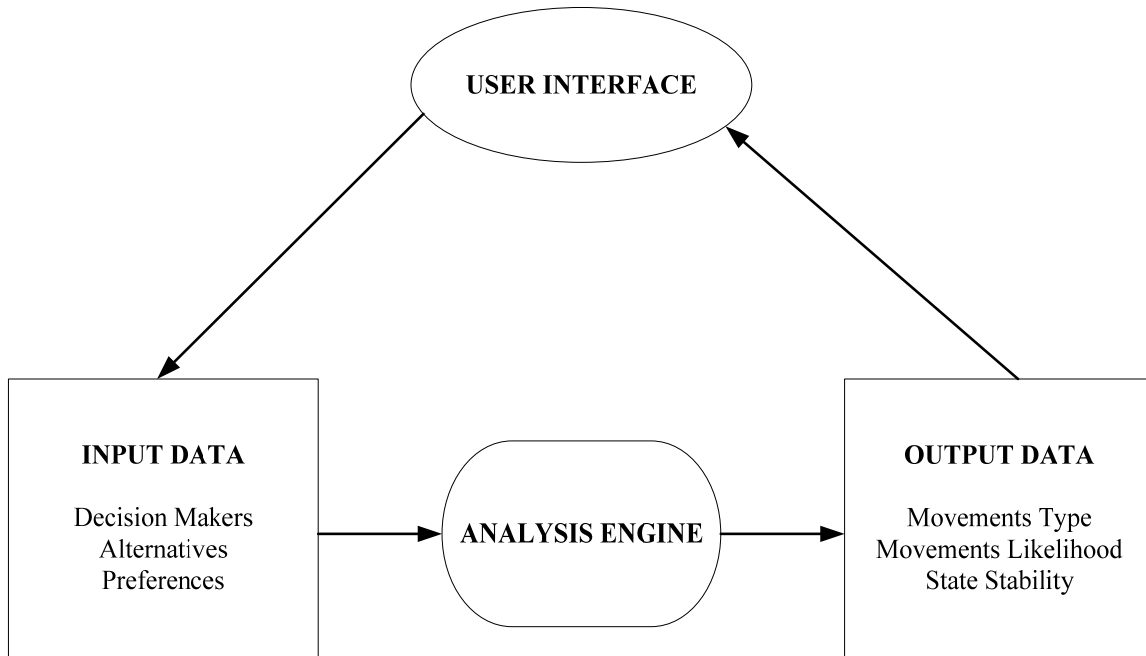 USER INTERFACE
INPUT DATA
Decision Makers
Alternatives
Preferences
ANALYSIS ENGINE
OUTPUT DATA
Movements Type
Movements Likelihood
State Stability